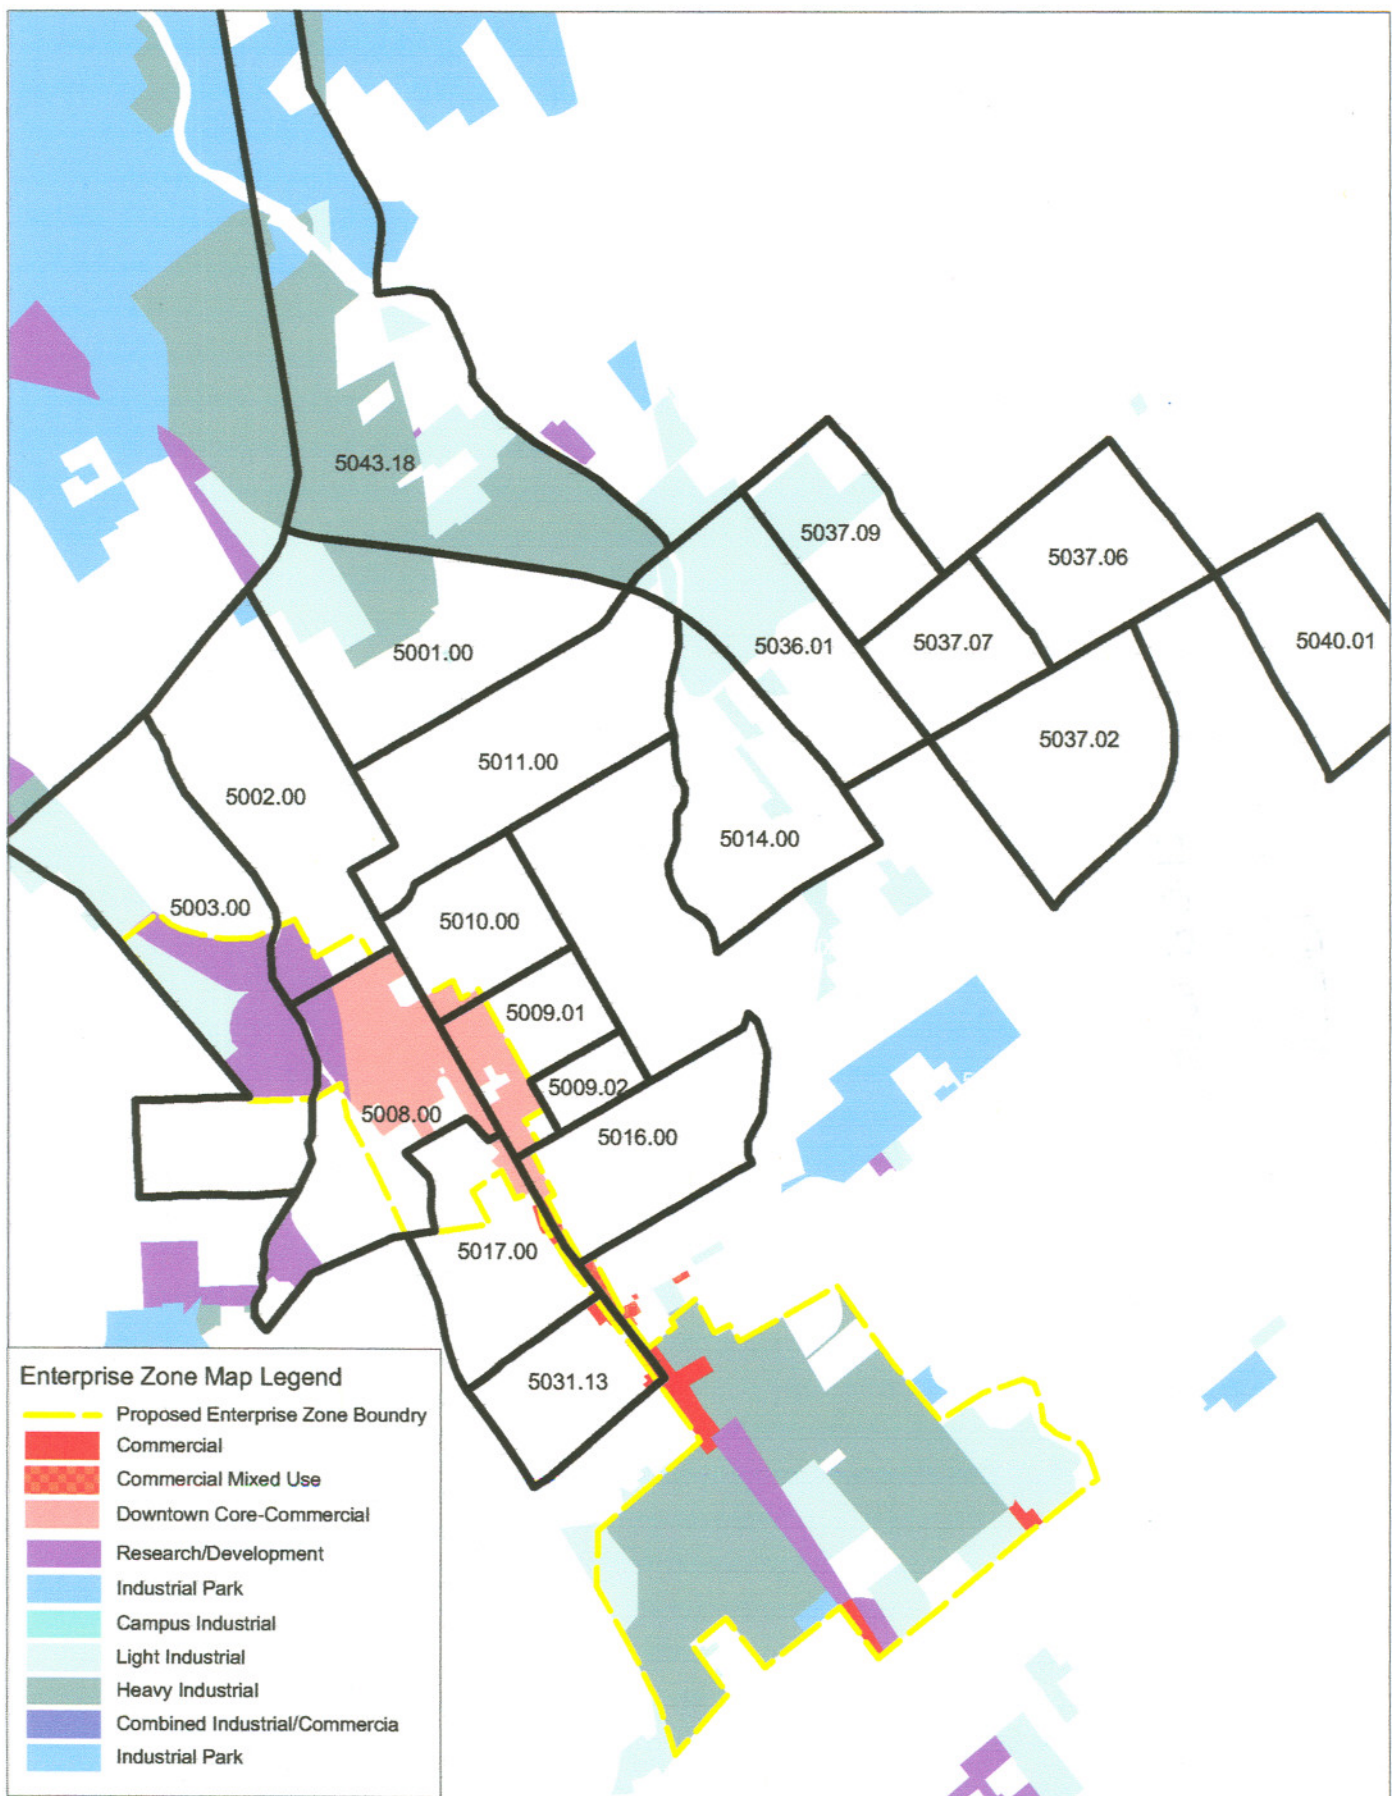 5043.18
5037.09
5037.06
5001.00
5036.01
5037.07
5040.01
5011.00
5037.02
5002.00
5014.00
5003.00
5010.00
5009.01
5009.02
5008.00
5016.00
5017.00
5031.13
Enterprise Zone Map Legend
Proposed Enterprise Zone Boundry
Commercial
Commercial Mixed Use
Downtown Core-Commercial
Research/Development
Industrial Park
Campus Industrial
Light Industrial
Heavy Industrial
Combined Industrial/Commercia
Industrial Park